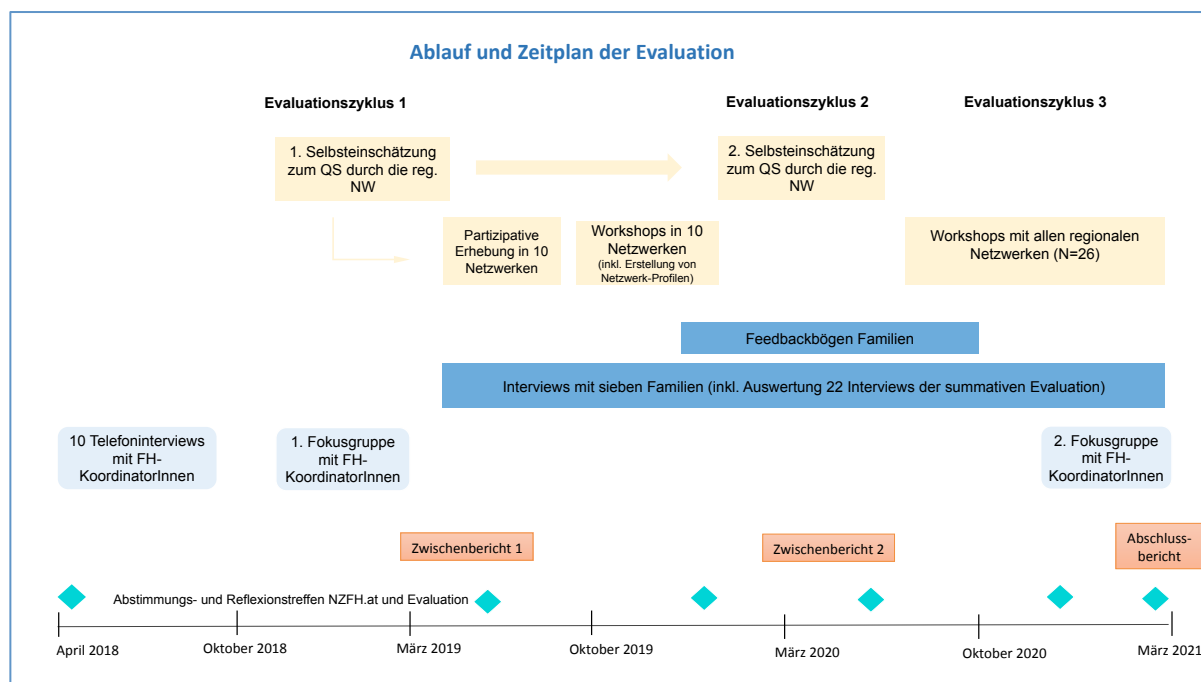 Ablauf und Zeitplan der Evaluation
Evaluationszyklus 1
Evaluationszyklus 2
Evaluationszyklus 3
1. Selbsteinschätzung
zum QS durch die reg.
NW
2. Selbsteinschätzung
zum QS durch die reg.
NW
Partizipative
Erhebung in 10
Netzwerken
Workshops in 10
Netzwerken
(inkl. Erstellung von
Netzwerk-Profilen)
Workshops mit allen regionalen
Netzwerken (N=26)
Feedbackbögen Familien
Interviews mit sieben Familien (inkl. Auswertung 22 Interviews der summativen Evaluation)
10 Telefoninterviews
mit FH-
KoordinatorInnen
1. Fokusgruppe
mit FH-
KoordinatorInnen
2. Fokusgruppe
mit FH-
KoordinatorInnen
Zwischenbericht 1
Zwischenbericht 2
Abschluss-
bericht
Abstimmungs- und Reflexionstreffen NZFH.at und Evaluation
April 2018
Oktober 2018
März 2019
Oktober 2019
März 2020
Oktober 2020
März 2021